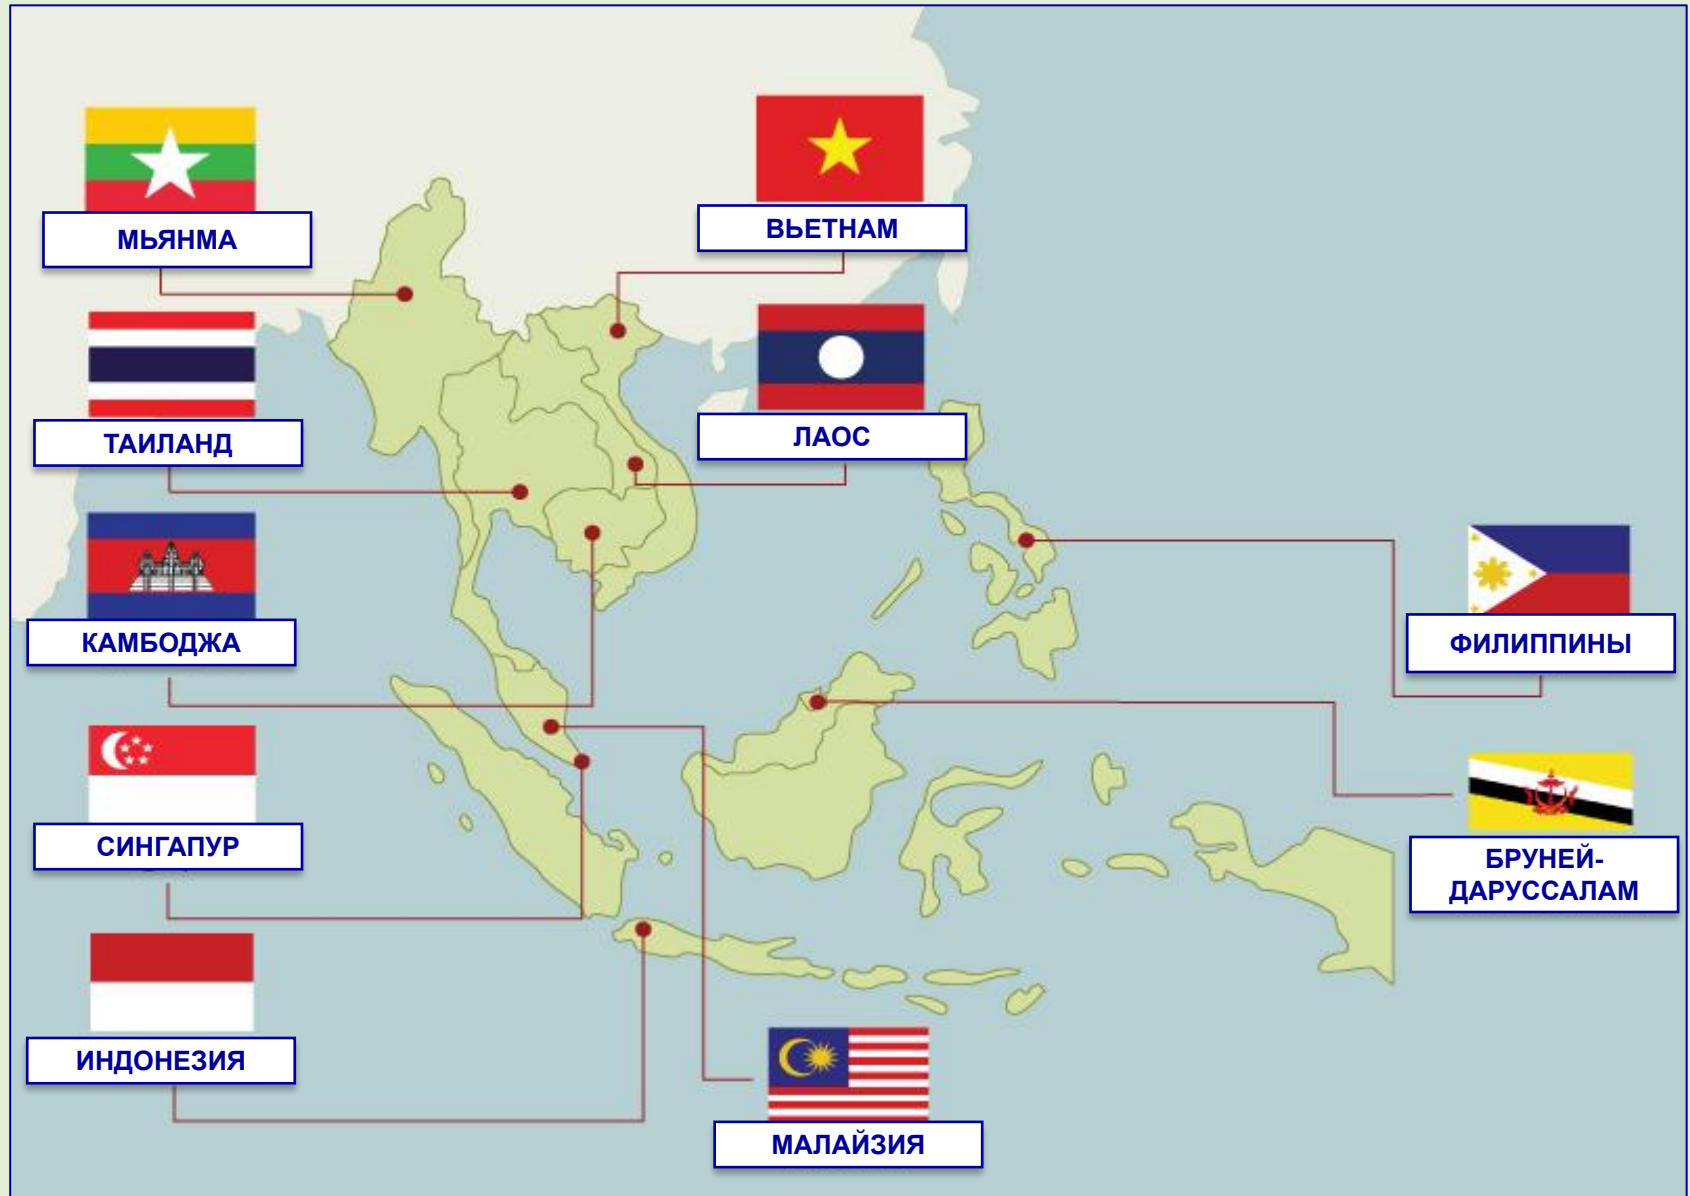 МЬЯНМА
ВЬЕТНАМ
ТАИЛАНД
ЛАОС
КАМБОДЖА
ФИЛИППИНЫ
СИНГАПУР
БРУНЕЙ-
ДАРУССАЛАМ
ИНДОНЕЗИЯ
МАЛАЙЗИЯ